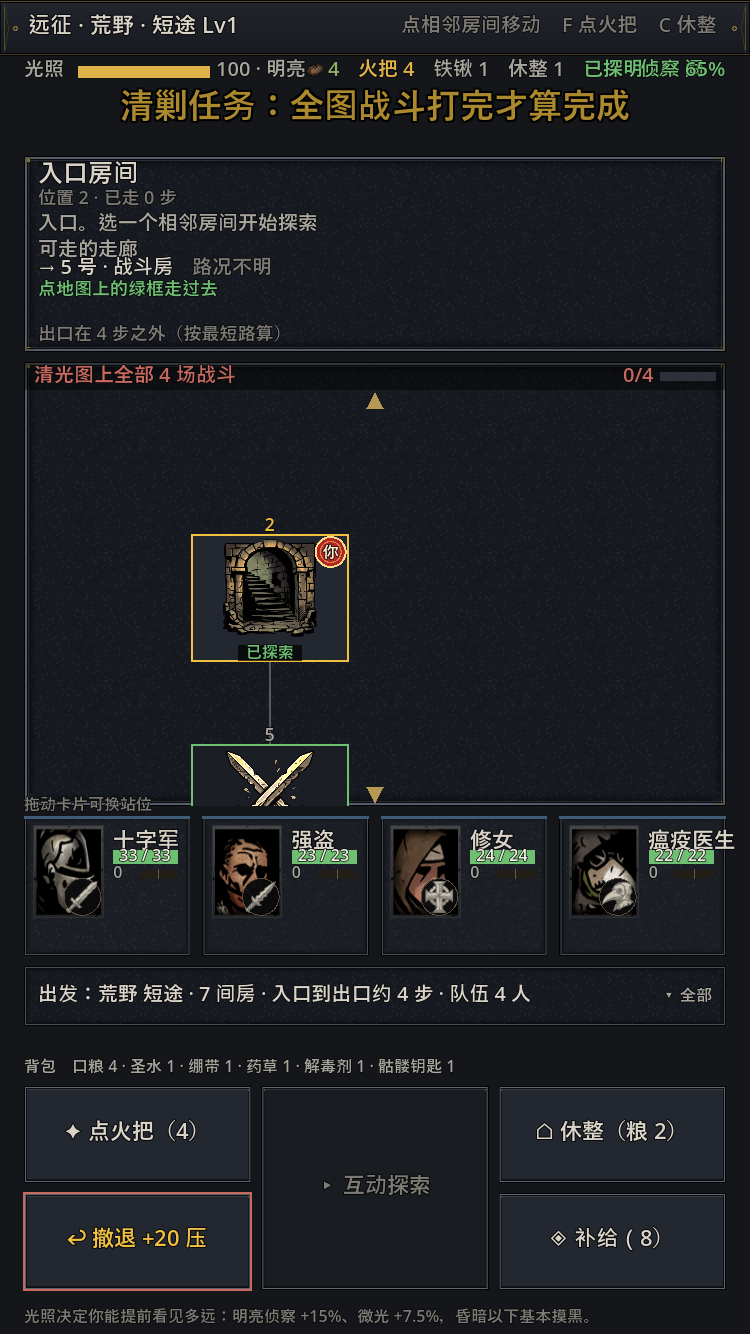 远征 · 荒野 · 短途 Lv1 点相邻房间移动 F 点火把 C 休整
光照 100 · 明亮 4 火把 4 铁锹 1 休整 1 已探明 侦察 65%
清剿任务：全图战斗打完才算完成
入口房间
位置 2 · 已走 0 步
入口。选一个相邻房间开始探索
可走的走廊
→ 5 号 · 战斗房 路况不明
点地图上的绿框走过去
出口在 4 步之外（按最短路算）
清光图上全部 4 场战斗 0/4
2
你
已探索
5
拖动卡片可换站位
十字军 强盗 修女 瘟疫医生
33 / 33 23 / 23 24 / 24 22 / 22
0 0 0 0
出发：荒野 短途 · 7 间房 · 入口到出口约 4 步 · 队伍 4 人 ▾ 全部
背包 口粮 4 · 圣水 1 · 绷带 1 · 药草 1 · 解毒剂 1 · 骷髅钥匙 1
✦ 点火把（4） ▸ 互动探索 休整（粮 2）
↩ 撤退 +20 压 ◈ 补给 ( 8）
光照决定你能提前看见多远：明亮侦察 +15%、微光 +7.5%，昏暗以下基本摸黑。